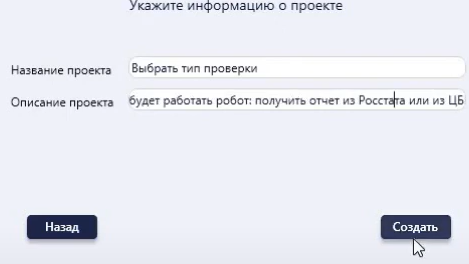 Укажите информацию о проекте
Название проекта Выбрать тип проверки
Описание проекта будет работать робот: получить отчет из Росстата или из ЦБ
Назад Создать